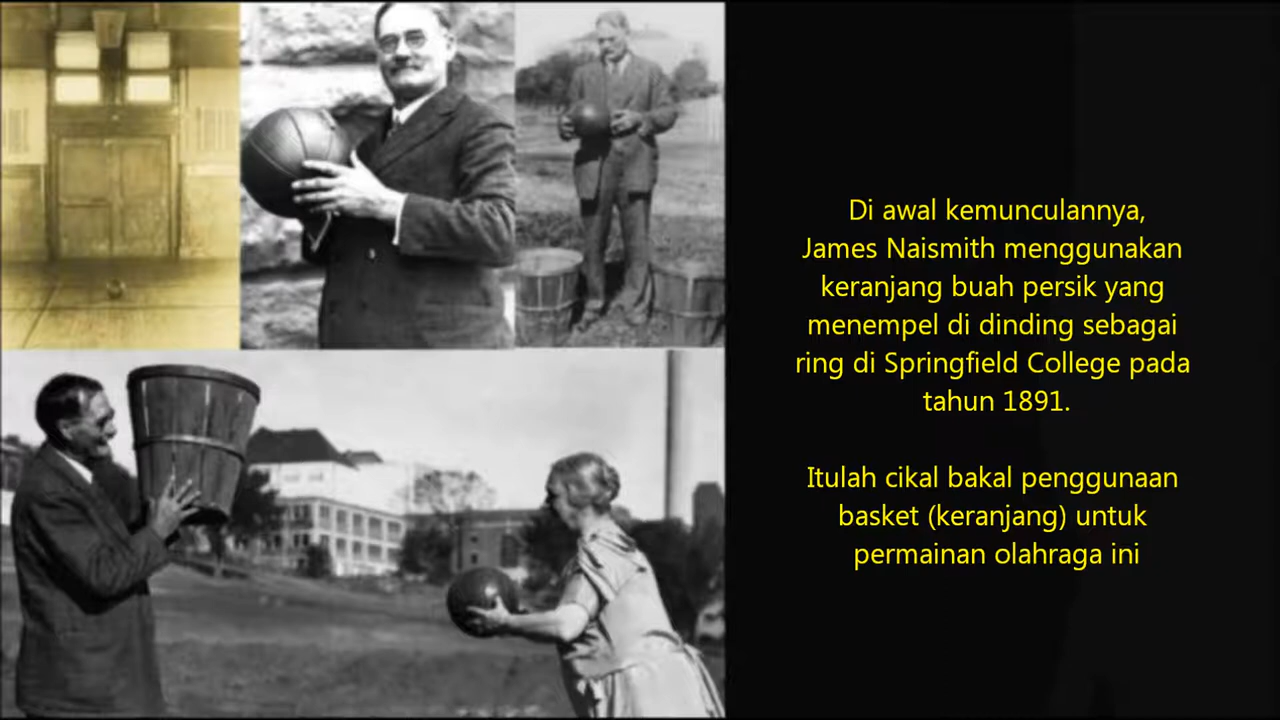 Di awal kemunculannya,
James Naismith menggunakan
keranjang buah persik yang
menempel di dinding sebagai
ring di Springfield College pada
tahun 1891.
Itulah cikal bakal penggunaan
basket (keranjang) untuk
permainan olahraga ini